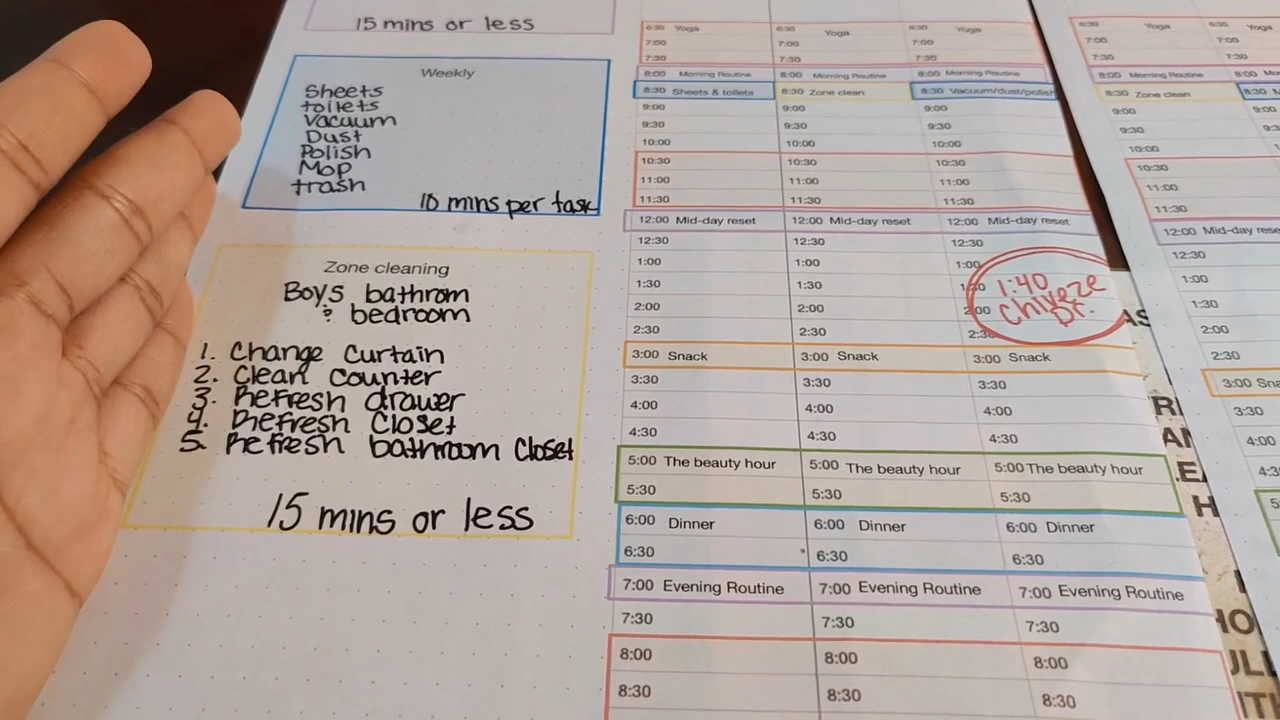 15 mins or less
Weekly
Sheets
toilets
Vacuum
Dust
Polish
Mop
trash
10 mins per task
Zone cleaning
Boys bathrom
& bedroom
1. Change Curtain
2. Clean Counter
3. Refresh drawer
4. Refresh Closet
5. Refresh bathroom Closet
15 mins or less
6:30 Yoga 6:30 Yoga 6:30 Yoga
7:00 7:00 7:00
7:30 7:30 7:30
8:00 Morning Routine 8:00 Morning Routine 8:00 Morning Routine
8:30 Sheets & toilets 8:30 Zone clean 8:30 Vacuum/dust/polish
9:00 9:00 9:00
9:30 9:30 9:30
10:00 10:00 10:00
10:30 10:30 10:30
11:00 11:00 11:00
11:30 11:30 11:30
12:00 Mid-day reset 12:00 Mid-day reset 12:00 Mid-day reset
12:30 12:30 12:30
1:00 1:00 1:00
1:30 1:30
2:00 2:00
2:30 2:30
1:40
Dr.
3:00 Snack 3:00 Snack 3:00 Snack
3:30 3:30 3:30
4:00 4:00 4:00
4:30 4:30 4:30
5:00 The beauty hour 5:00 The beauty hour 5:00 The beauty hour
5:30 5:30 5:30
6:00 Dinner 6:00 Dinner 6:00 Dinner
6:30 6:30 6:30
7:00 Evening Routine 7:00 Evening Routine 7:00 Evening Routine
7:30 7:30 7:30
8:00 8:00 8:00
8:30 8:30 8:30
6:30 Yoga 6:30 Yoga
7:00 7:00
7:30 7:30
8:00 Morning Routine 8:00
8:30 Zone clean 8:30
9:00 9:00
9:30 9:30
10:00
10:30
11:00
11:30
12:00 Mid-day
12:30
1:00
1:30
2:00
2:30
3:00
3:30
4:00